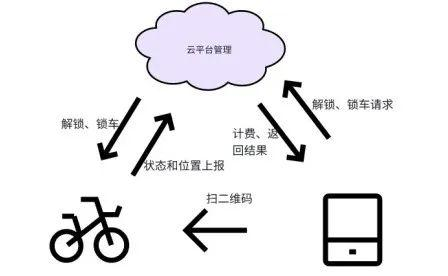 云平台管理
解锁、锁车请求
解锁、锁车
计费、返
回结果
状态和位置上报
扫二维码